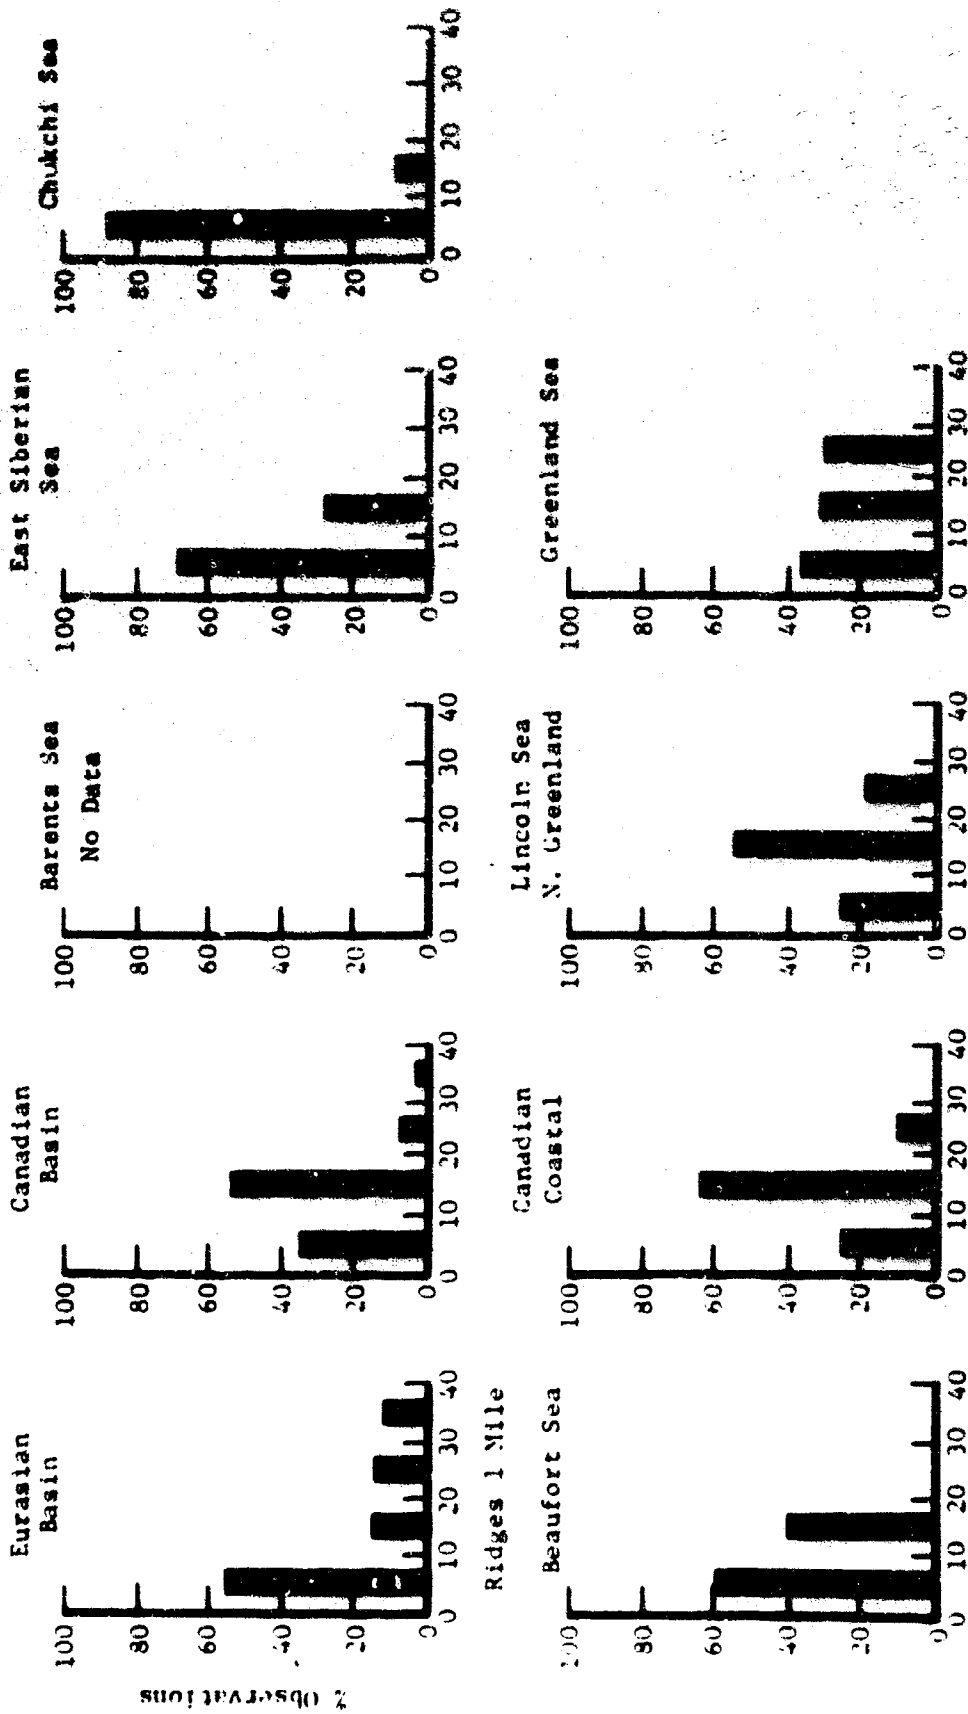 % Observations
Eurasian
Basin
100
80
60
40
20
0
0 10 20 30 40
Ridges 1 Mile
Canadian
Basin
100
80
60
40
20
0
0 10 20 30 40
Barents Sea
No Data
100
80
60
40
20
0
0 10 20 30 40
East Siberian
Sea
100
80
60
40
20
0
0 10 20 30 40
Chukchi Sea
100
80
60
40
20
0
0 10 20 30 40
Beaufort Sea
100
80
60
40
20
0
0 10 20 30 40
Canadian
Coastal
100
80
60
40
20
0
0 10 20 30 40
Lincoln Sea
N. Greenland
100
80
60
40
20
0
0 10 20 30 40
Greenland Sea
100
80
60
40
20
0
0 10 20 30 40